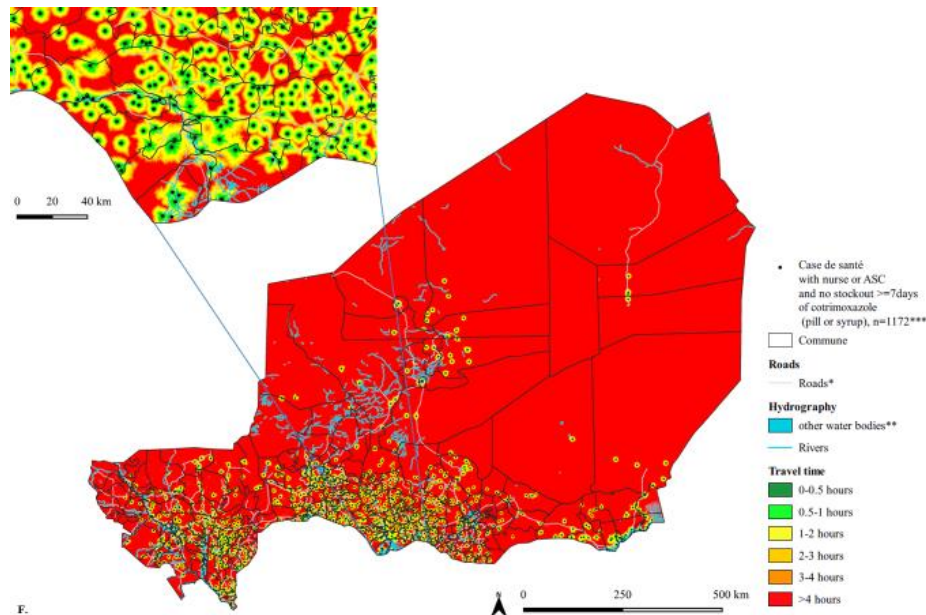 0 20 40 km
Case de santé
with nurse or ASC
and no stockout >=7days
of cotrimoxazole
(pill or syrup), n=1172***
Commune
Roads
Roads*
Hydrography
other water bodies**
Rivers
Travel time
0-0.5 hours
0.5-1 hours
1-2 hours
2-3 hours
3-4 hours
>4 hours
F.
N
0 250 500 km